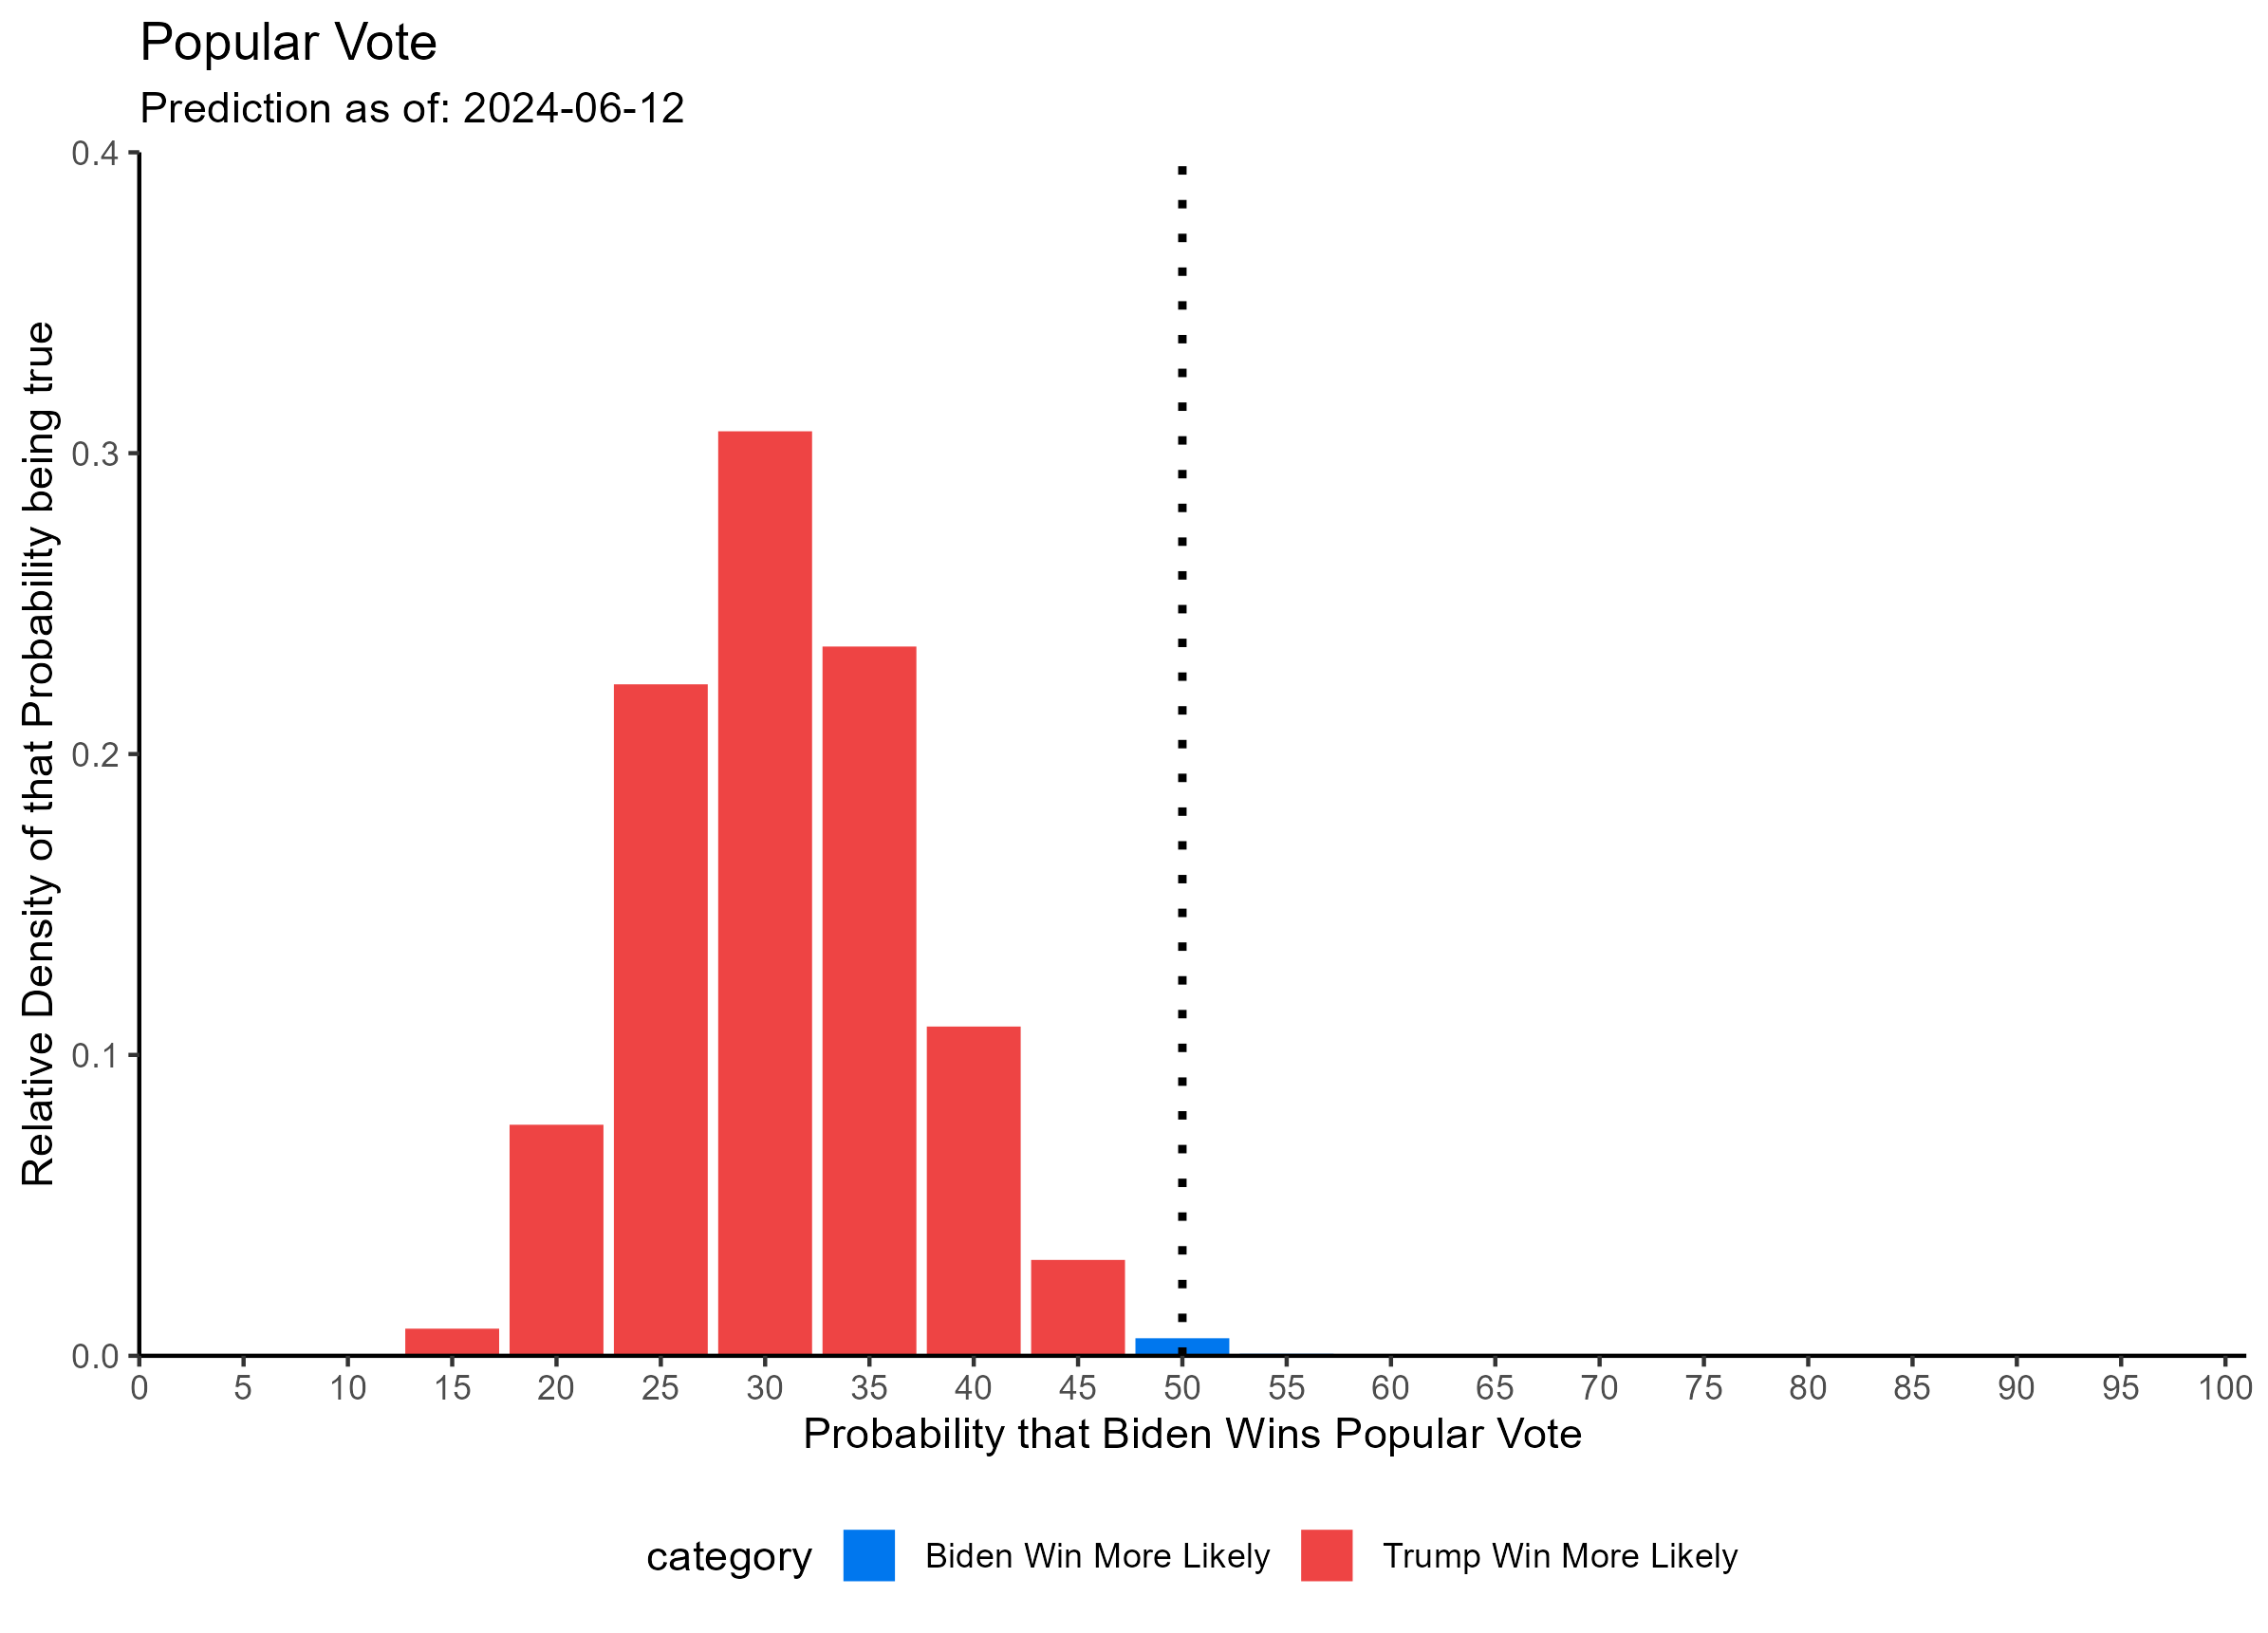 Popular Vote
Prediction as of: 2024-06-12
Relative Density of that Probability being true
0.4
0.3
0.2
0.1
0.0
0 5 10 15 20 25 30 35 40 45 50 55 60 65 70 75 80 85 90 95 100
Probability that Biden Wins Popular Vote
category Biden Win More Likely Trump Win More Likely